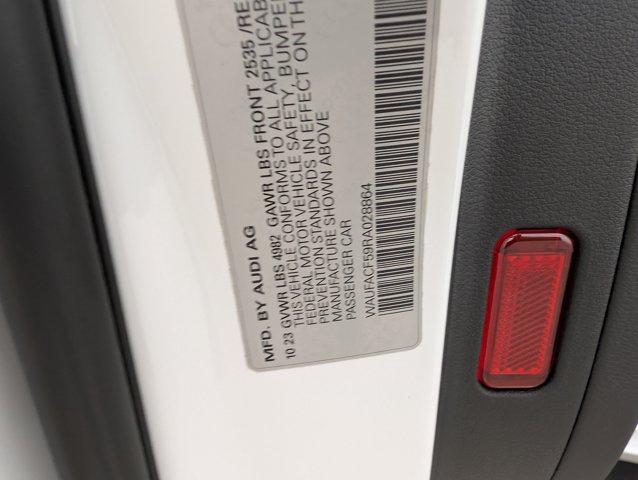 MFD. BY AUDI AG
10 23 GVWR LBS 4982 GAWR LBS FRONT 2535 /RE
THIS VEHICLE CONFORMS TO ALL APPLICAB
FEDERAL MOTOR VEHICLE SAFETY, BUMPE
PREVENTION STANDARDS IN EFFECT ON TH
MANUFACTURE SHOWN ABOVE
PASSENGER CAR
WAUFACF59RA028864